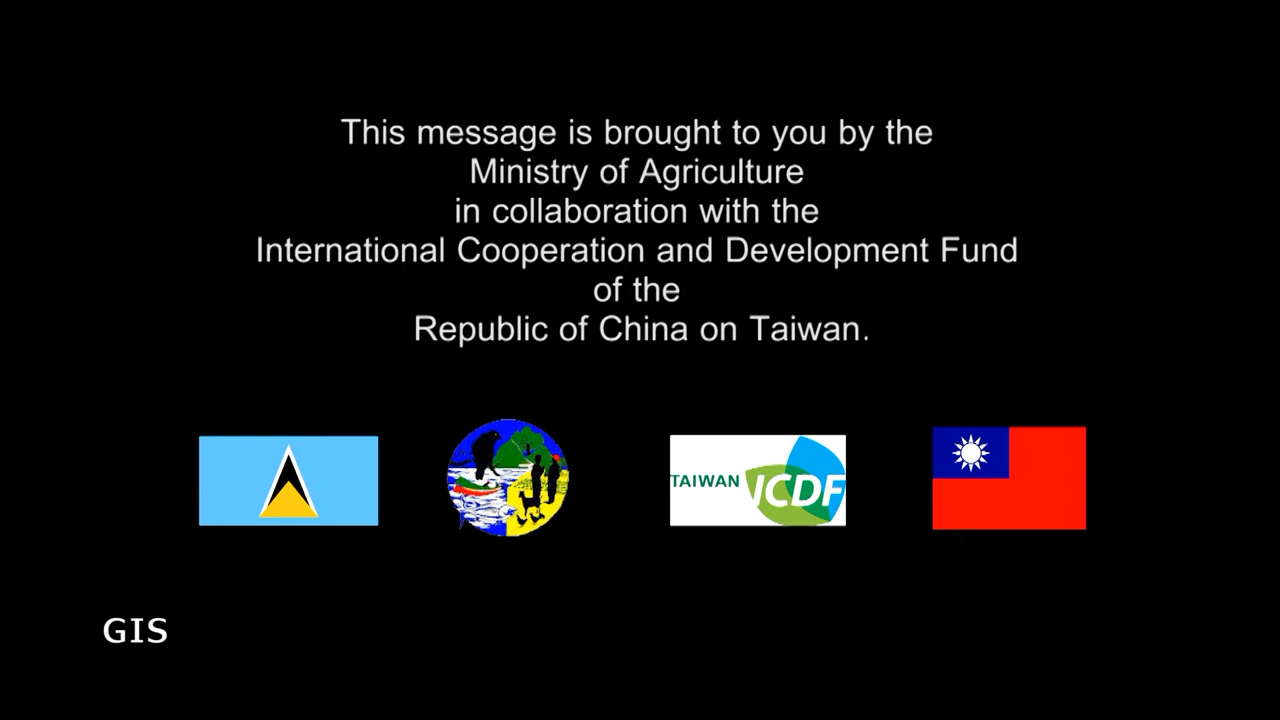 This message is brought to you by the
Ministry of Agriculture
in collaboration with the
International Cooperation and Development Fund
of the
Republic of China on Taiwan.
TAIWAN ICDF
GIS